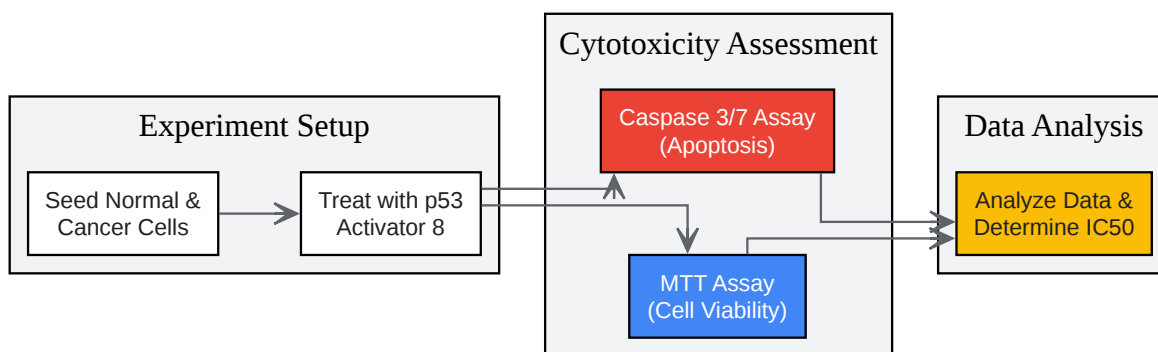 Experiment Setup
Seed Normal &
Cancer Cells
Treat with p53
Activator 8
Cytotoxicity Assessment
Caspase 3/7 Assay
(Apoptosis)
MTT Assay
(Cell Viability)
Data Analysis
Analyze Data &
Determine IC50